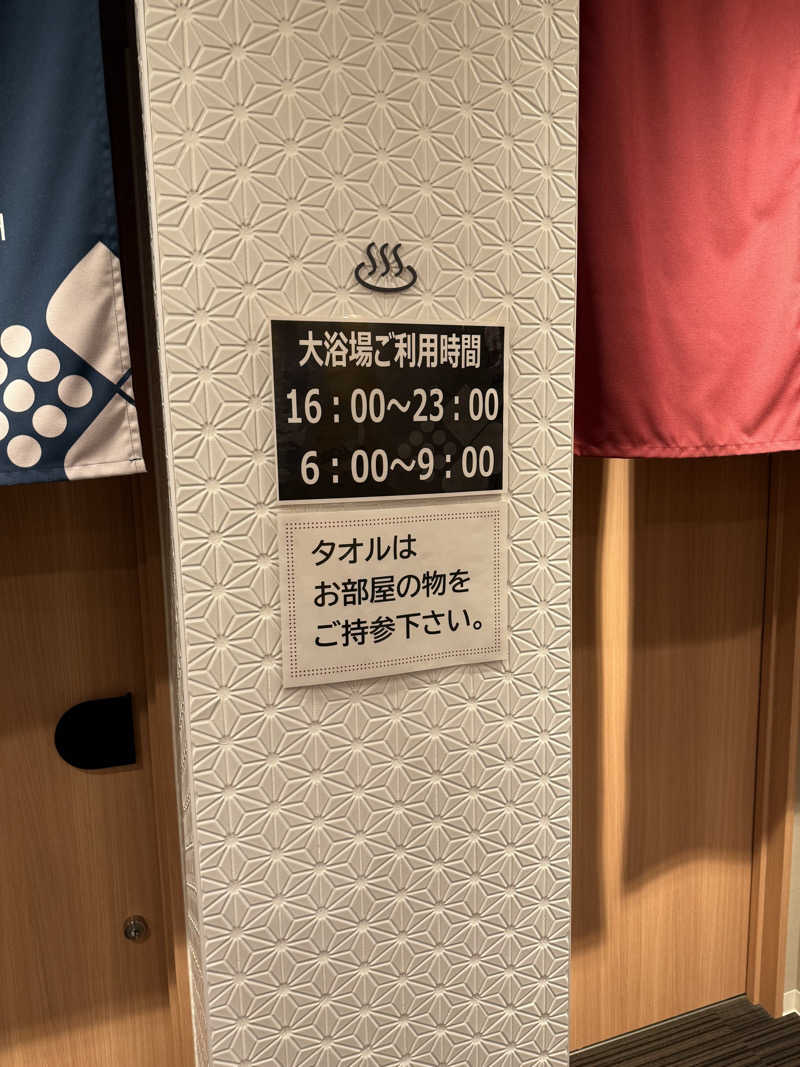 大浴場ご利用時間
16：00～23：00
6：00～9：00
タオルは
お部屋の物を
ご持参下さい。